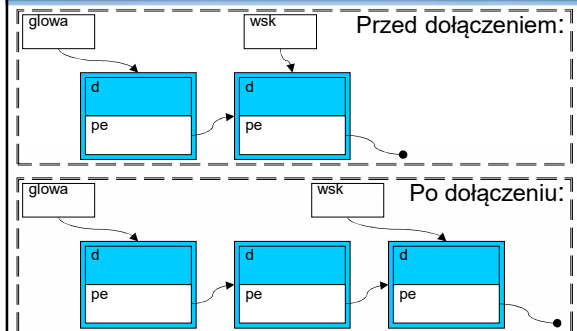 glowa wsk Przed dołączeniem:
d d
pe pe
glowa wsk Po dołączeniu:
d d d
pe pe pe